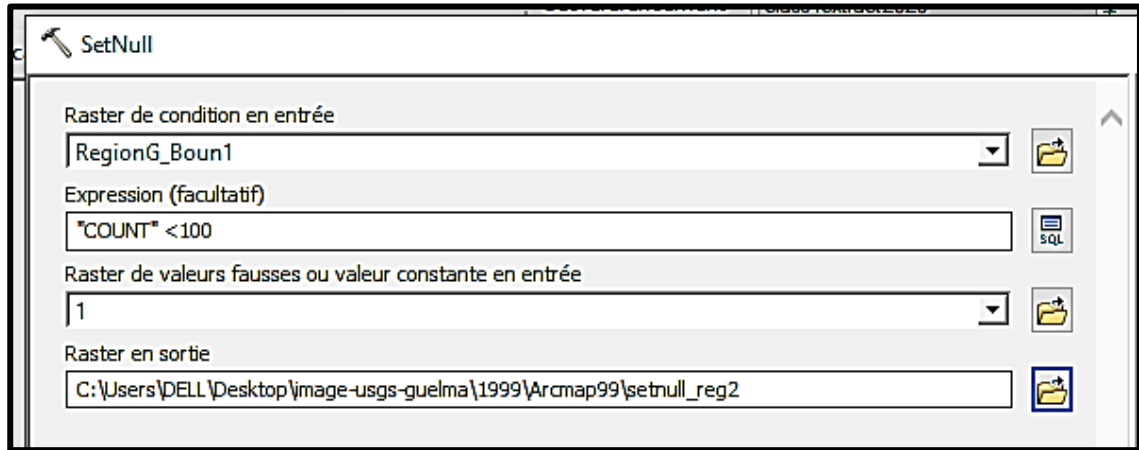 SetNull
Raster de condition en entrée
RegionG_Boun1
Expression (facultatif)
"COUNT" <100
SQL
Raster de valeurs fausses ou valeur constante en entrée
1
Raster en sortie
C:\Users\DELL\Desktop\image-usgs-guelma\1999\Arcmap99\setnull_reg2